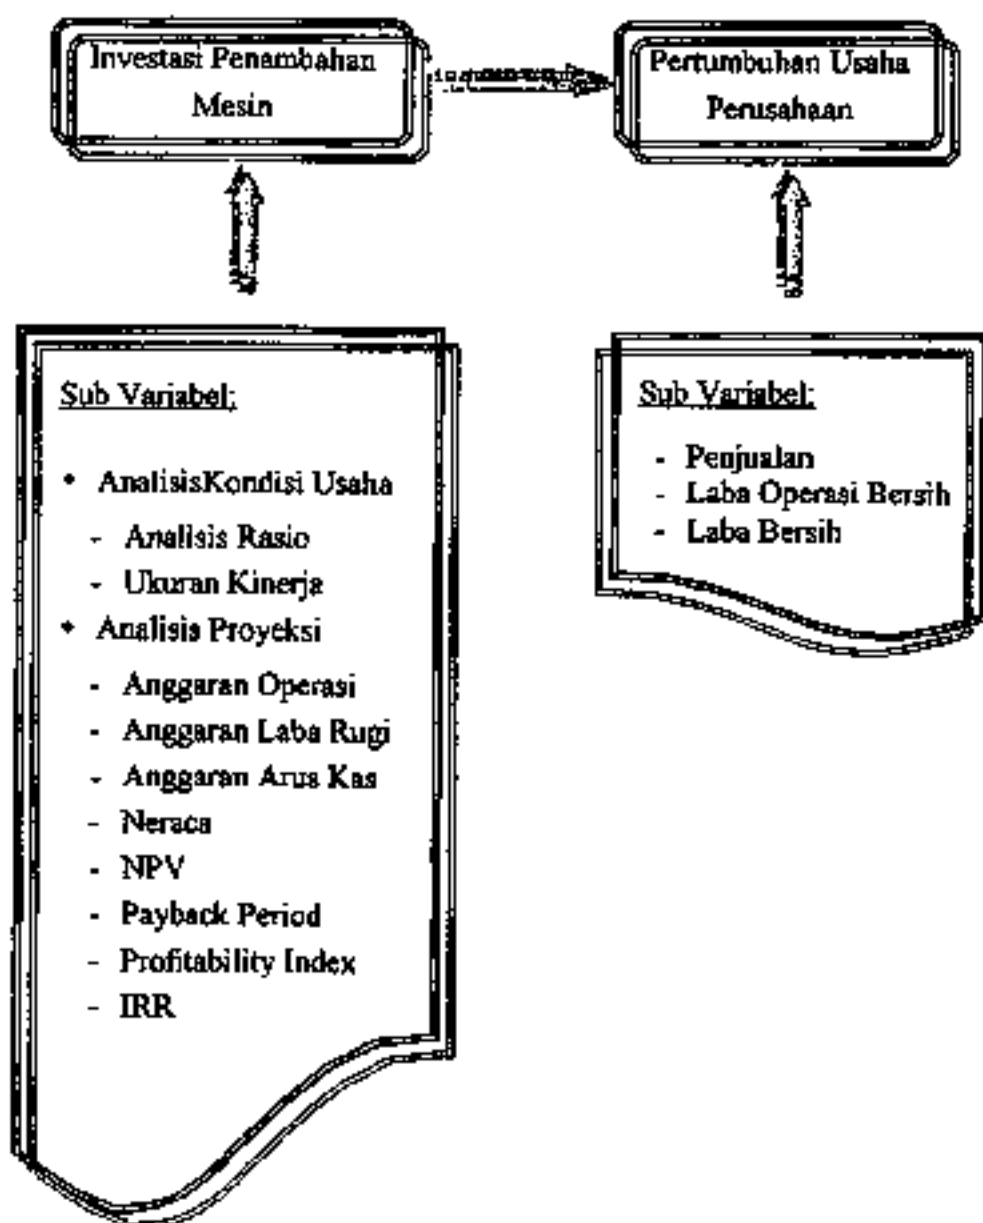 Investasi Penambahan
Mesin
Pertumbuhan Usaha
Perusahaan
Sub Variabel:
• AnalisisKondisi Usaha
- Analisis Rasio
- Ukuran Kinerja
• Analisis Proyeksi
- Anggaran Operasi
- Anggaran Laba Rugi
- Anggaran Arus Kas
- Neraca
- NPV
- Payback Period
- Profitability Index
- IRR
Sub Variabel:
- Penjualan
- Laba Operasi Bersih
- Laba Bersih